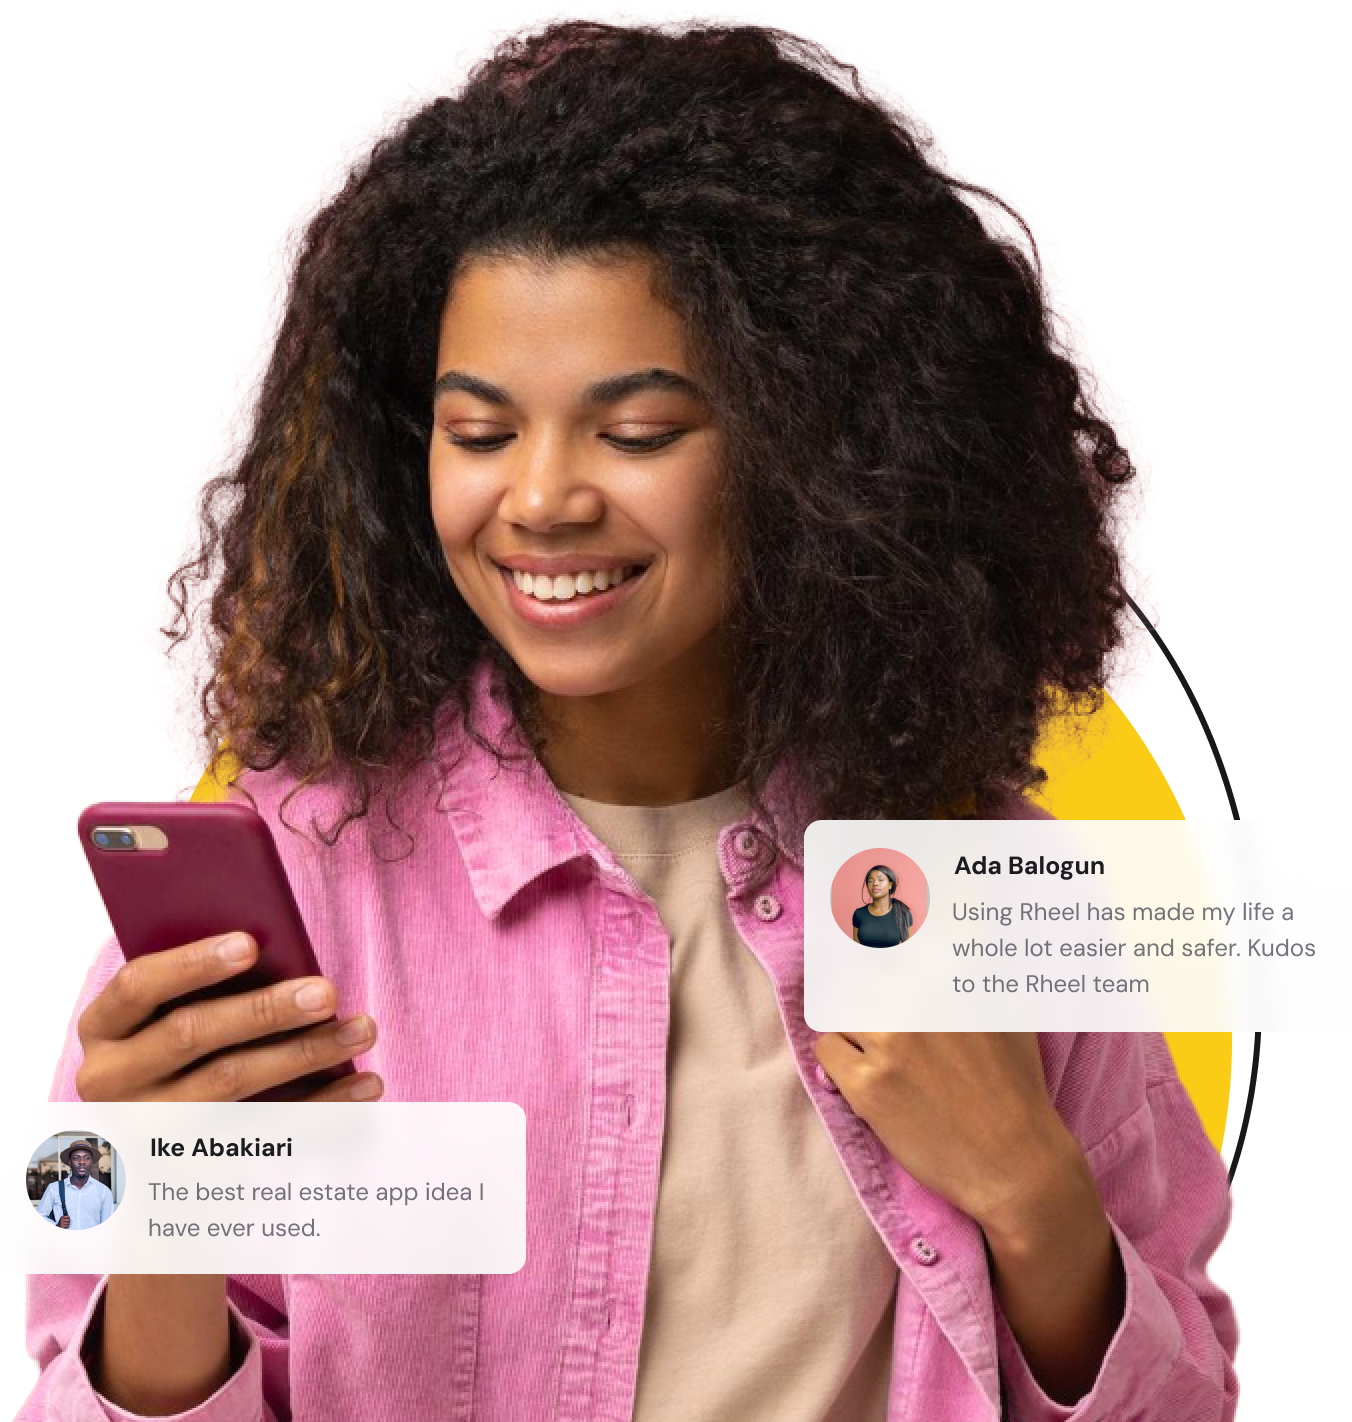 Ada Balogun
Using Rheel has made my life a
whole lot easier and safer. Kudos
to the Rheel team
Ike Abakiari
The best real estate app idea I
have ever used.